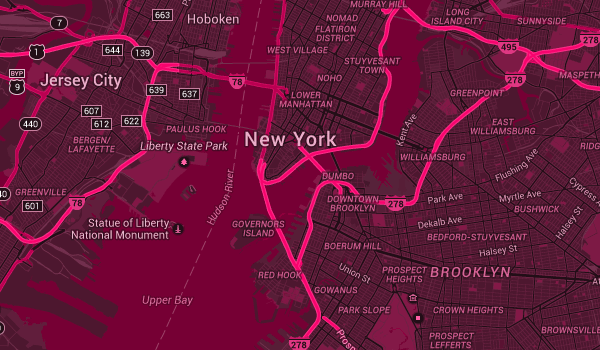 MURRAY HILL
663
Hoboken
NOMAD
FLATIRON
DISTRICT
LONG
ISLAND CITY
SUNNYSIDE
7
1
644
139
WEST VILLAGE
STUYVESANT
TOWN
495
278
BYP
9
Jersey City
78
NOHO
278
MASPETH
639
637
LOWER
MANHATTAN
GREENPOINT
607
612
622
440
PAULUS HOOK
New York
Kent Ave
EAST
WILLIAMSBURG
BERGEN/
LAFAYETTE
Liberty State Park
WILLIAMSBURG
Flushing Ave
DUMBO
GREENVILLE
601
78
Hudson River
DOWNTOWN
BROOKLYN
278
Park Ave
Myrtle Ave
BUSHWICK
Halsey St
Statue of Liberty
National Monument
GOVERNORS
ISLAND
Dekalb Ave
BEDFORD-STUYVESANT
BOERUM HILL
Halsey St
RED HOOK
Union St
PROSPECT
HEIGHTS
BROOKLYN
Upper Bay
GOWANUS
PARK SLOPE
CROWN HEIGHTS
278
PROSPECT
LEFFERTS
BROWNSVILLE